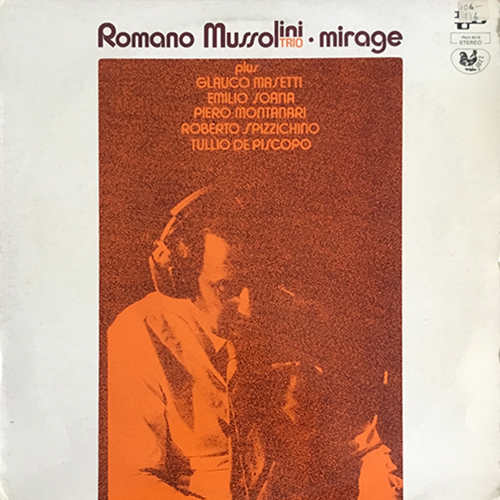 Romano Mussolini TRIO • mirage
plus
GLAUCO MASETTI
EMILIO SOANA
PIERO MONTANARI
ROBERTO SPIZZICHINO
TULLIO DE PISCOPO
STEREO